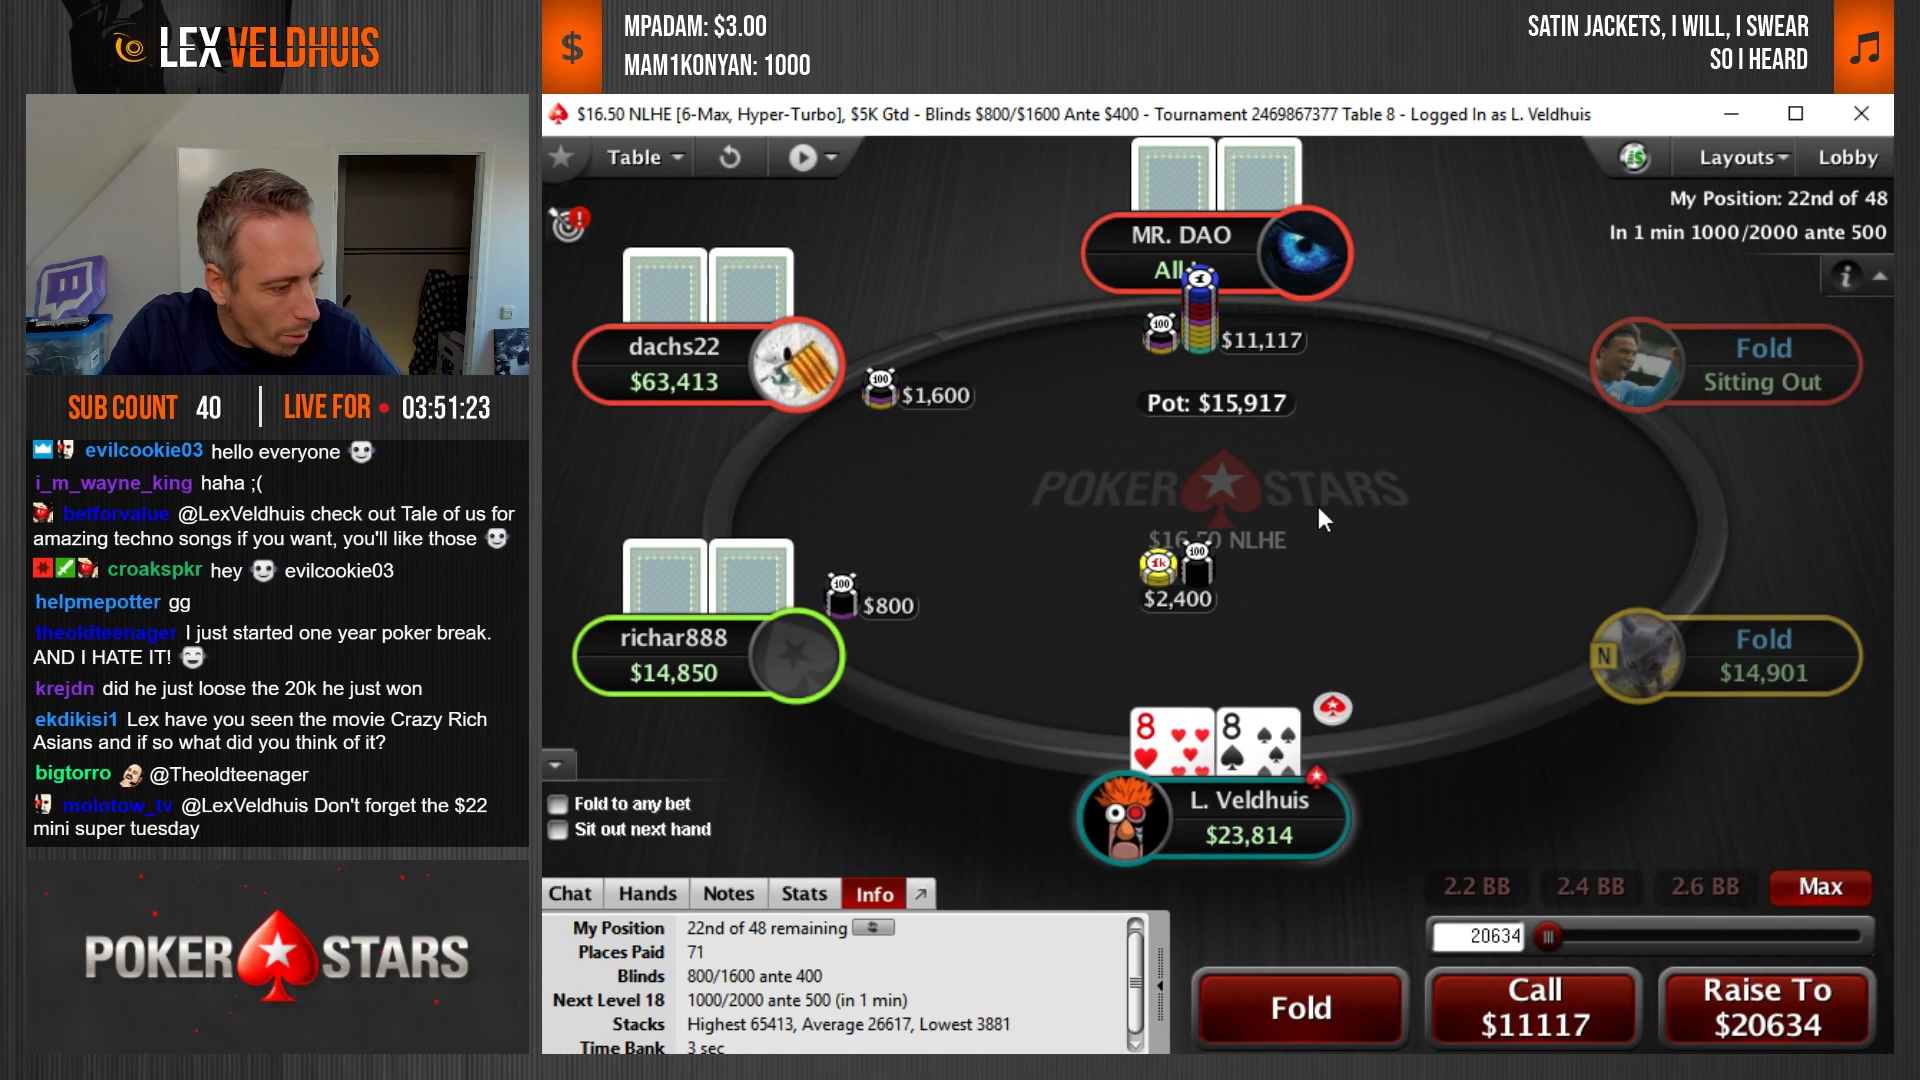 LEX VELDHUIS
$
MPADAM: $3.00
MAM1KONYAN: 1000
SATIN JACKETS, I WILL, I SWEAR
SO I HEARD
$16.50 NLHE [6-Max, Hyper-Turbo], $5K Gtd - Blinds $800/$1600 Ante $400 - Tournament 2469867377 Table 8 - Logged In as L. Veldhuis
Table
Layouts
Lobby
My Position: 22nd of 48
In 1 min 1000/2000 ante 500
MR. DAO
All
$11,117
dachs22
$63,413
100
$1,600
Pot: $15,917
Fold
Sitting Out
POKER STARS
NLHE
1k
100
$2,400
richar888
$14,850
100
$800
N
Fold
$14,901
8 8
L. Veldhuis
$23,814
SUB COUNT 40 LIVE FOR 03:51:23
evilcookie03 hello everyone
i_m_wayne_king haha ;(
betforvalue @LexVeldhuis check out Tale of us for
amazing techno songs if you want, you'll like those
croakspkr hey evilcookie03
helpmepotter gg
theoldteenager I just started one year poker break.
AND I HATE IT!
krejdn did he just loose the 20k he just won
ekdikisi1 Lex have you seen the movie Crazy Rich
Asians and if so what did you think of it?
bigtorro @Theoldteenager
molotow_tv @LexVeldhuis Don't forget the $22
mini super tuesday
POKER STARS
Fold to any bet
Sit out next hand
Chat Hands Notes Stats Info
My Position 22nd of 48 remaining
Places Paid 71
Blinds 800/1600 ante 400
Next Level 18 1000/2000 ante 500 (in 1 min)
Stacks Highest 65413, Average 26617, Lowest 3881
Time Bank 3 sec
2.2 BB 2.4 BB 2.6 BB Max
20634
Fold
Call
$11117
Raise To
$20634